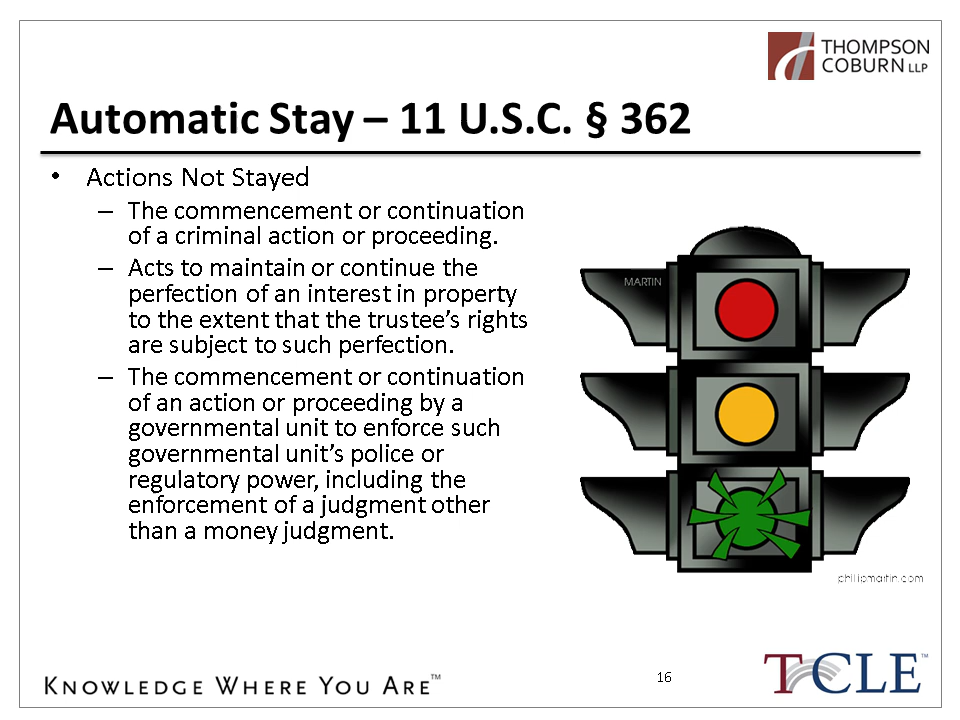 THOMPSON
COBURN LLP
Automatic Stay – 11 U.S.C. § 362
• Actions Not Stayed
– The commencement or continuation
of a criminal action or proceeding.
– Acts to maintain or continue the
perfection of an interest in property
to the extent that the trustee’s rights
are subject to such perfection.
– The commencement or continuation
of an action or proceeding by a
governmental unit to enforce such
governmental unit’s police or
regulatory power, including the
enforcement of a judgment other
than a money judgment.
MARTIN
phillipmartin.com
KNOWLEDGE WHERE YOU ARE™
16
TCCLE™